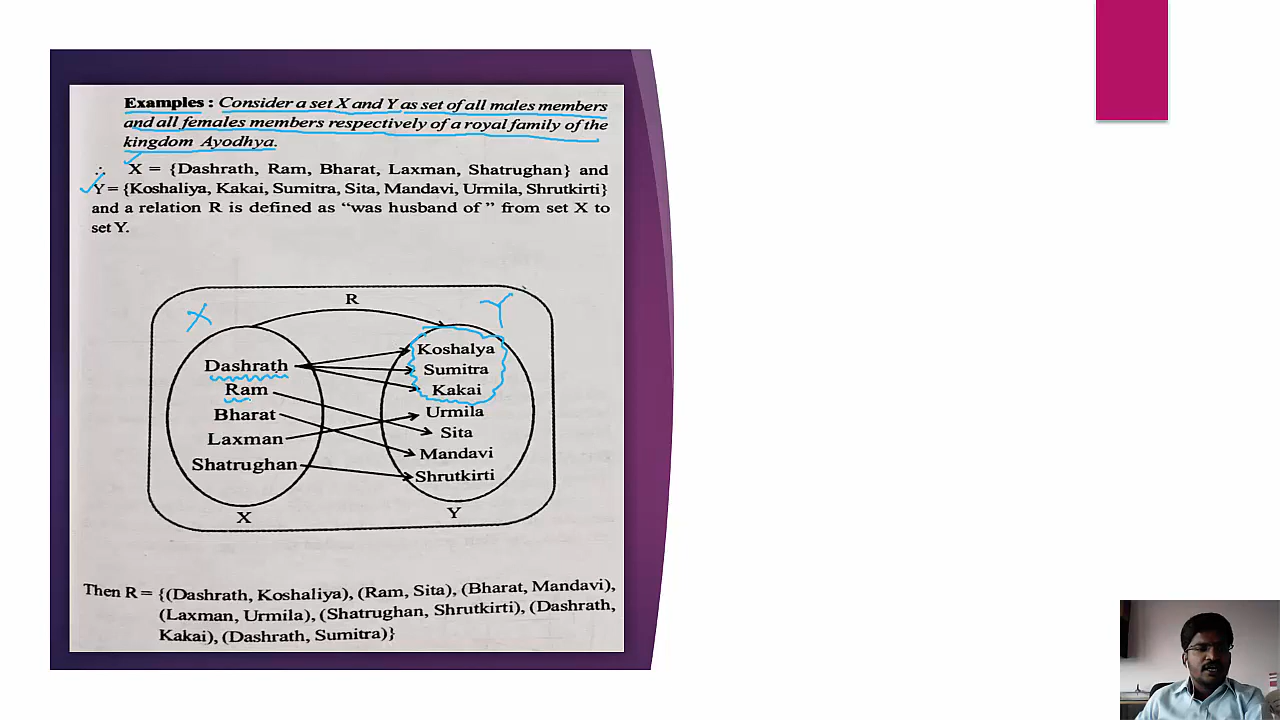 Examples : Consider a set X and Y as set of all males members
and all females members respectively of a royal family of the
kingdom Ayodhya.
∴ X = {Dashrath, Ram, Bharat, Laxman, Shatrughan} and
Y = {Koshaliya, Kakai, Sumitra, Sita, Mandavi, Urmila, Shrutkirti}
and a relation R is defined as “was husband of ” from set X to
set Y.
R
X
Y
Dashrath
Ram
Bharat
Laxman
Shatrughan
Koshalya
Sumitra
Kakai
Urmila
Sita
Mandavi
Shrutkirti
X
Y
Then R = {(Dashrath, Koshaliya), (Ram, Sita), (Bharat, Mandavi),
(Laxman, Urmila), (Shatrughan, Shrutkirti), (Dashrath,
Kakai), (Dashrath, Sumitra)}